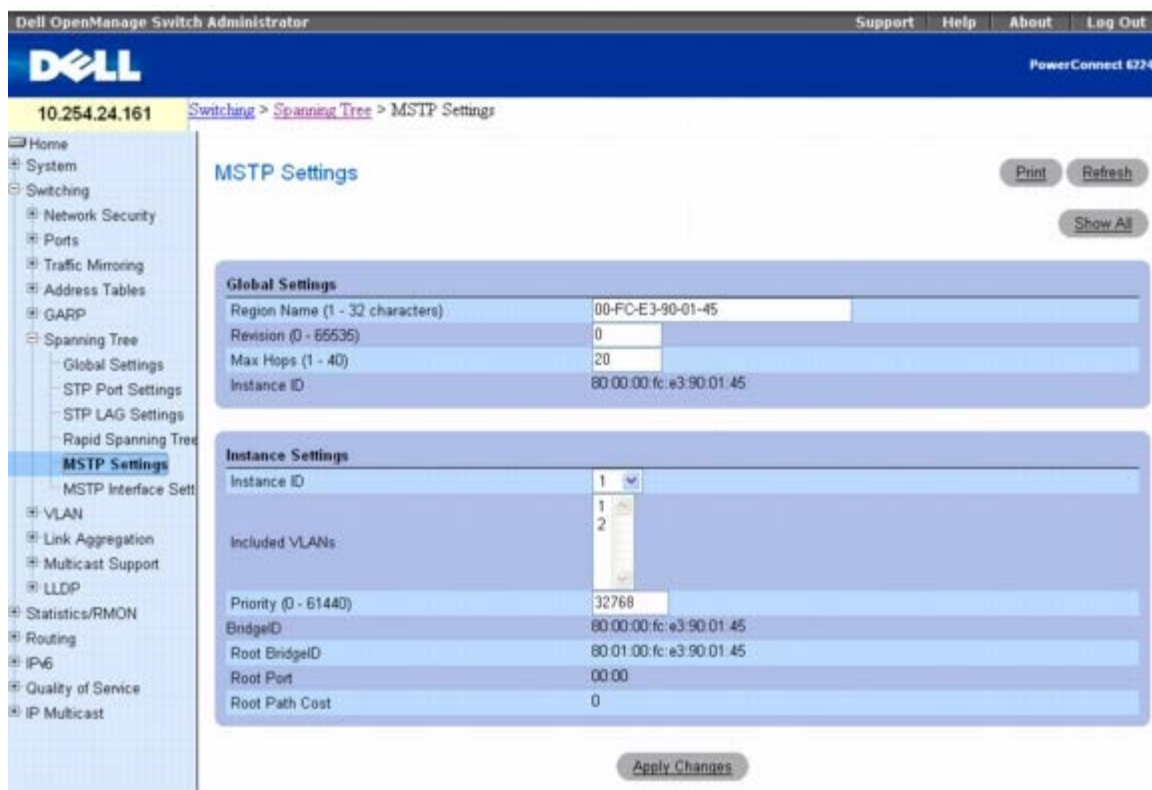 Dell OpenManage Switch Administrator
Support Help About Log Out
DELL
PowerConnect 6224
10.254.24.161
Switching > Spanning Tree > MSTP Settings
Home
System
Switching
Network Security
Ports
Traffic Mirroring
Address Tables
GARP
Spanning Tree
Global Settings
STP Port Settings
STP LAG Settings
Rapid Spanning Tree
MSTP Settings
MSTP Interface Sett
VLAN
Link Aggregation
Multicast Support
LLDP
Statistics/RMON
Routing
IPv6
Quality of Service
IP Multicast
MSTP Settings
Print Refresh
Show All
Global Settings
Region Name (1 - 32 characters) 00-FC-E3-90-01-45
Revision (0 - 65535) 0
Max Hops (1 - 40) 20
Instance ID 80:00:00:fc:e3:90:01:45
Instance Settings
Instance ID 1
Included VLANs
1
2
Priority (0 - 61440) 32768
BridgeID 80:00:00:fc:e3:90:01:45
Root BridgeID 80:01:00:fc:e3:90:01:45
Root Port 00:00
Root Path Cost 0
Apply Changes